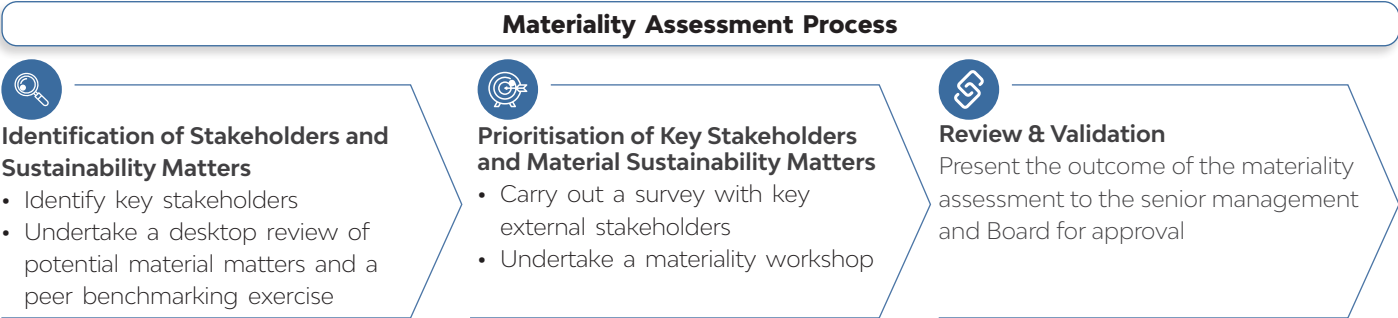 Materiality Assessment Process
Identification of Stakeholders and
Sustainability Matters
• Identify key stakeholders
• Undertake a desktop review of
potential material matters and a
peer benchmarking exercise
Prioritisation of Key Stakeholders
and Material Sustainability Matters
• Carry out a survey with key
external stakeholders
• Undertake a materiality workshop
Review & Validation
Present the outcome of the materiality
assessment to the senior management
and Board for approval